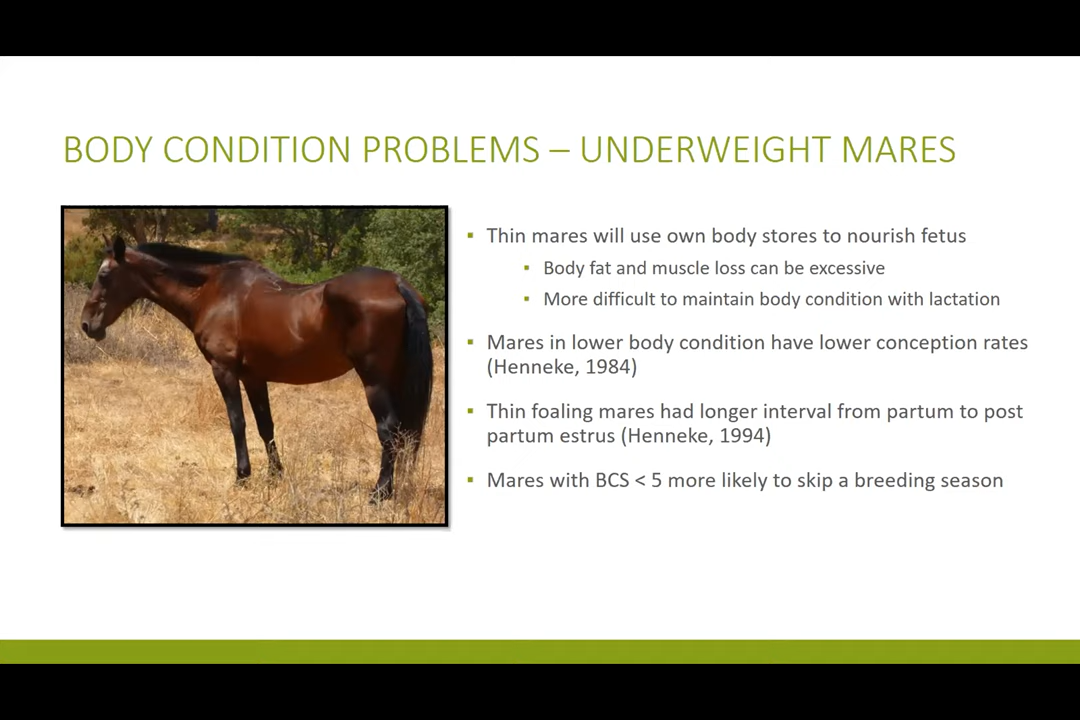 BODY CONDITION PROBLEMS – UNDERWEIGHT MARES
Thin mares will use own body stores to nourish fetus
Body fat and muscle loss can be excessive
More difficult to maintain body condition with lactation
Mares in lower body condition have lower conception rates
(Henneke, 1984)
Thin foaling mares had longer interval from partum to post
partum estrus (Henneke, 1994)
Mares with BCS < 5 more likely to skip a breeding season